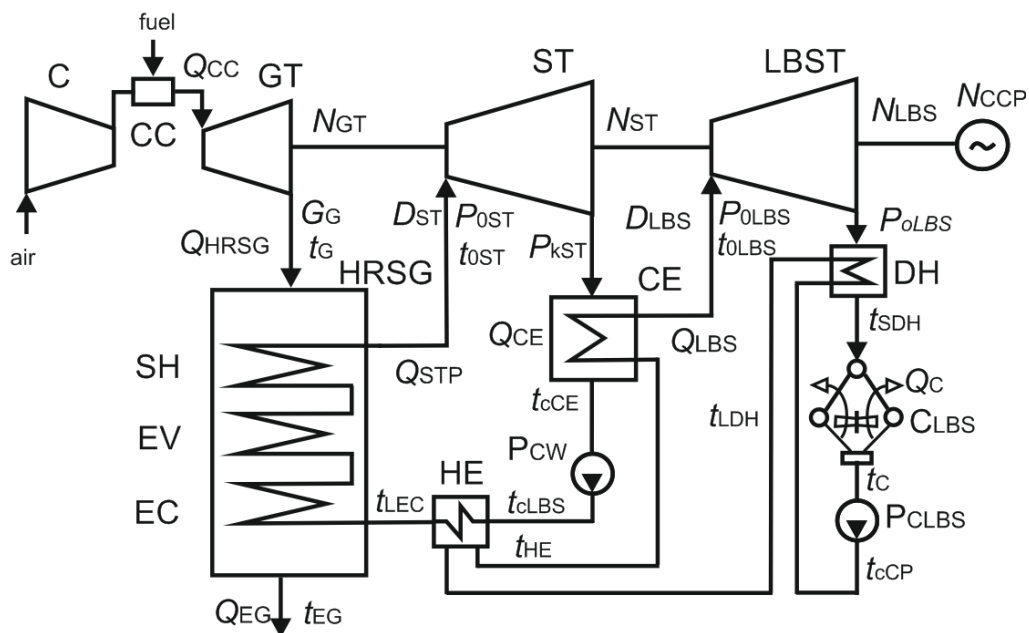 fuel
C
QCC
GT
ST
LBST
CC
NGT
NST
NLBS
NCCP
air
GG
QHRSG
tG
DST
P0ST
t0ST
PkST
DLBS
P0LBS
t0LBS
PoLBS
HRSG
CE
DH
QCE
QLBS
tSDH
SH
QSTP
tcCE
tLDH
QC
CLBS
EV
PCW
HE
tC
EC
tLEC
tcLBS
PCLBS
tHE
tcCP
QEG
tEG